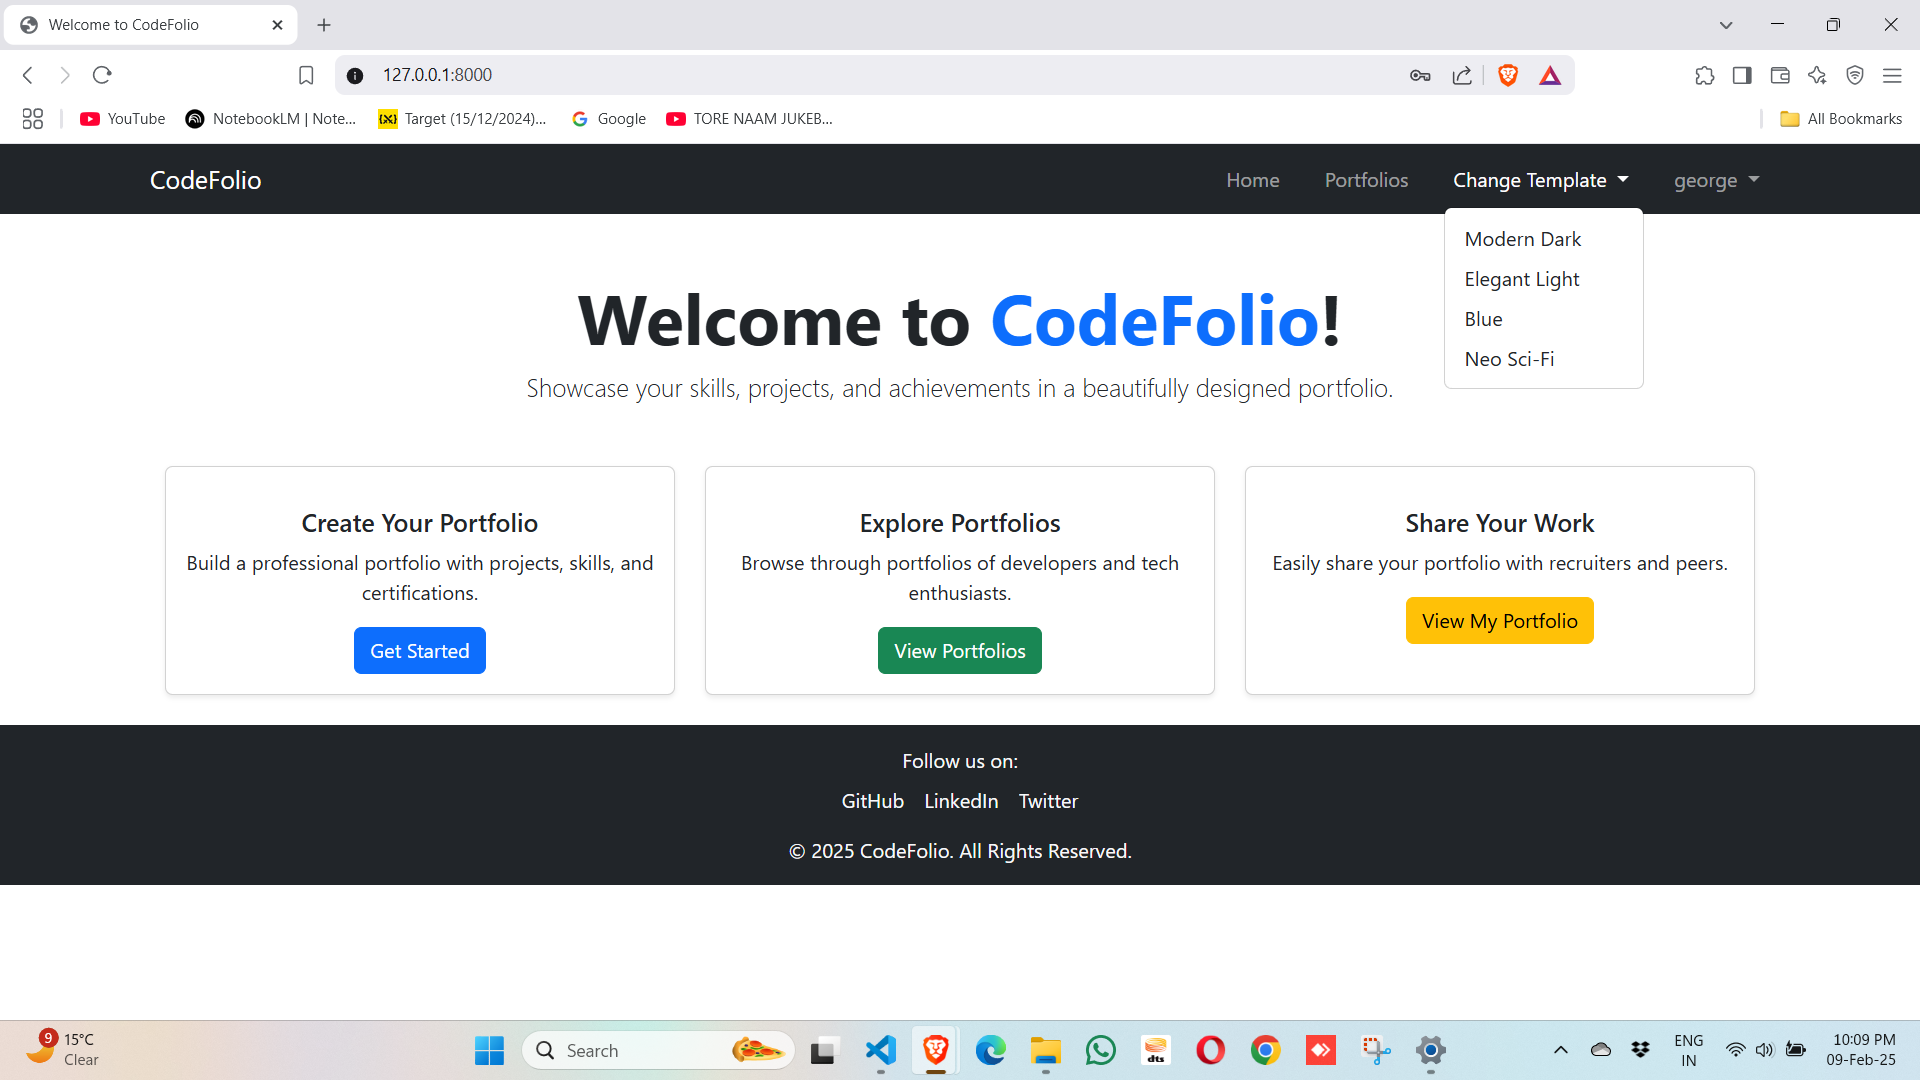 Welcome to CodeFolio
127.0.0.1:8000
YouTube
NotebookLM | Note...
Target (15/12/2024)...
Google
TORE NAAM JUKEB...
All Bookmarks
CodeFolio
Home
Portfolios
Change Template
george
Modern Dark
Elegant Light
Blue
Neo Sci-Fi
Welcome to CodeFolio!
Showcase your skills, projects, and achievements in a beautifully designed portfolio.
Create Your Portfolio
Build a professional portfolio with projects, skills, and
certifications.
Get Started
Explore Portfolios
Browse through portfolios of developers and tech
enthusiasts.
View Portfolios
Share Your Work
Easily share your portfolio with recruiters and peers.
View My Portfolio
Follow us on:
GitHub LinkedIn Twitter
© 2025 CodeFolio. All Rights Reserved.
9
15°C
Clear
Search
dts
ENG
IN
10:09 PM
09-Feb-25